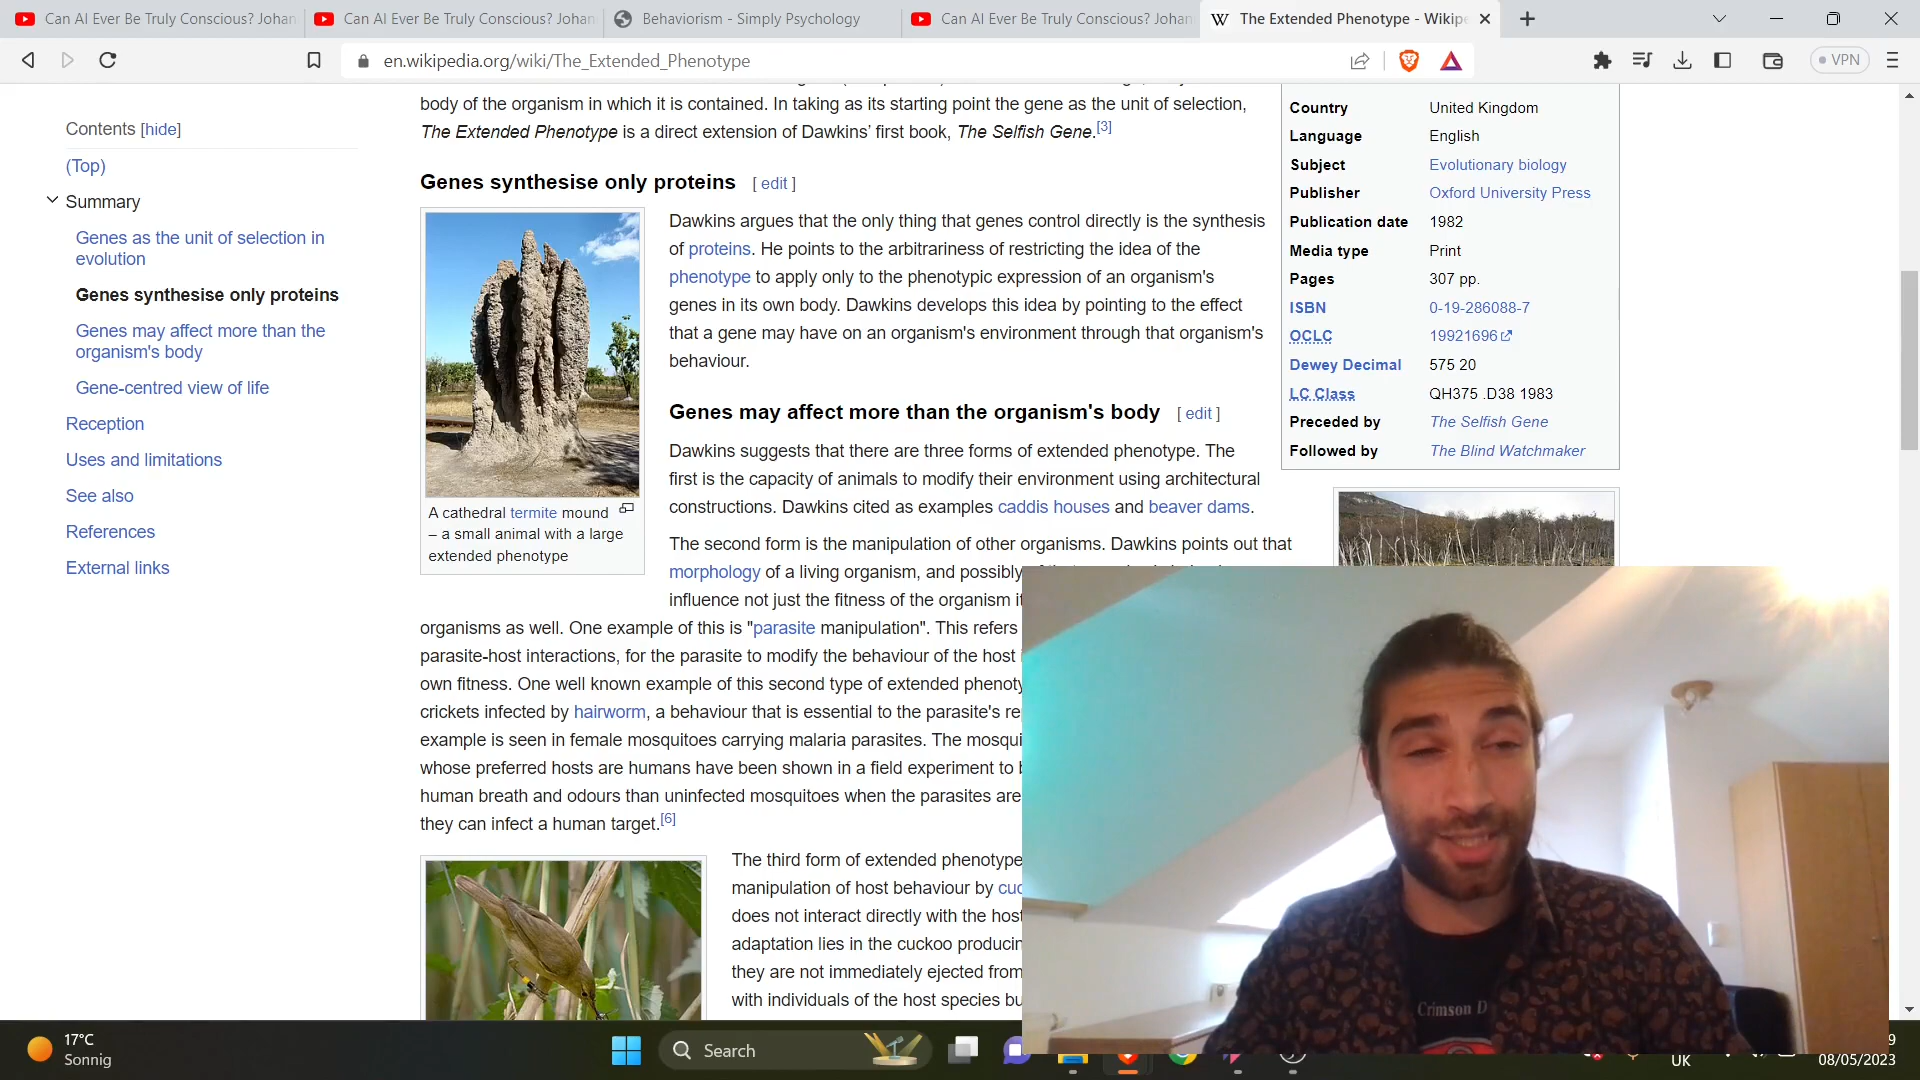 Can AI Ever Be Truly Conscious? Johan
Can AI Ever Be Truly Conscious? Johan
Behaviorism - Simply Psychology
Can AI Ever Be Truly Conscious? Johan
The Extended Phenotype - Wikipe
en.wikipedia.org/wiki/The_Extended_Phenotype
VPN
Contents [hide]
(Top)
Summary
Genes as the unit of selection in
evolution
Genes synthesise only proteins
Genes may affect more than the
organism's body
Gene-centred view of life
Reception
Uses and limitations
See also
References
External links
body of the organism in which it is contained. In taking as its starting point the gene as the unit of selection,
The Extended Phenotype is a direct extension of Dawkins' first book, The Selfish Gene.[3]
Genes synthesise only proteins [ edit ]
Dawkins argues that the only thing that genes control directly is the synthesis
of proteins. He points to the arbitrariness of restricting the idea of the
phenotype to apply only to the phenotypic expression of an organism's
genes in its own body. Dawkins develops this idea by pointing to the effect
that a gene may have on an organism's environment through that organism's
behaviour.
A cathedral termite mound
– a small animal with a large
extended phenotype
Genes may affect more than the organism's body [ edit ]
Dawkins suggests that there are three forms of extended phenotype. The
first is the capacity of animals to modify their environment using architectural
constructions. Dawkins cited as examples caddis houses and beaver dams.
The second form is the manipulation of other organisms. Dawkins points out that
morphology of a living organism, and possibly
influence not just the fitness of the organism
organisms as well. One example of this is "parasite manipulation". This refers
parasite-host interactions, for the parasite to modify the behaviour of the host
own fitness. One well known example of this second type of extended
crickets infected by hairworm, a behaviour that is essential to the parasite's
example is seen in female mosquitoes carrying malaria parasites. The
whose preferred hosts are humans have been shown in a field experiment to
human breath and odours than uninfected mosquitoes when the parasites are
they can infect a human target.[6]
The third form of extended phenotype
manipulation of host behaviour by
does not interact directly with the host
adaptation lies in the cuckoo
they are not immediately ejected from
with individuals of the host species
Country United Kingdom
Language English
Subject Evolutionary biology
Publisher Oxford University Press
Publication date 1982
Media type Print
Pages 307 pp.
ISBN 0-19-286088-7
OCLC 19921696
Dewey Decimal 575 20
LC Class QH375 .D38 1983
Preceded by The Selfish Gene
Followed by The Blind Watchmaker
Crimson D
17°C
Sonnig
Search
UK
9
08/05/2023